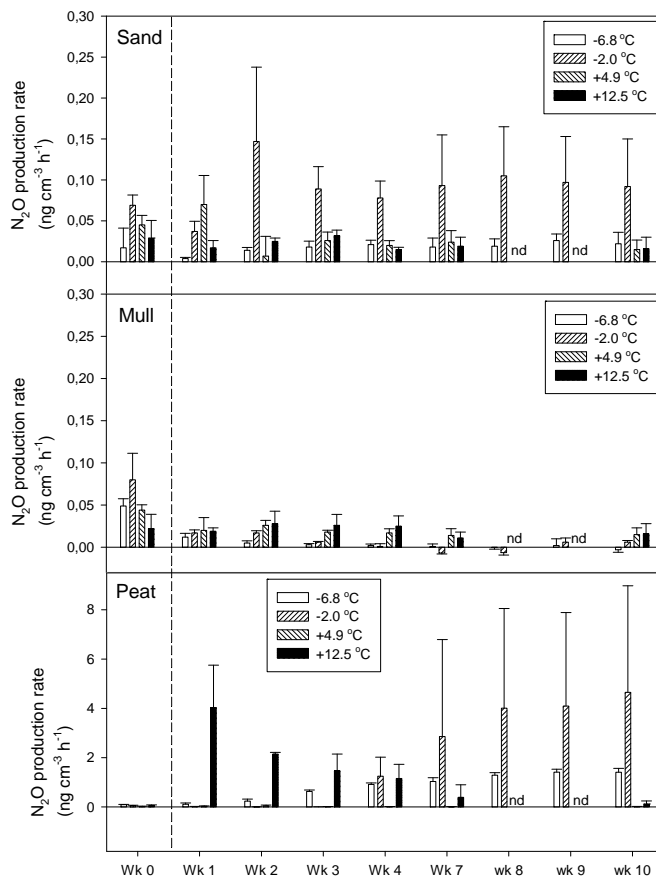 Sand
-6.8 °C
-2.0 °C
+4.9 °C
+12.5 °C
N₂O production rate
(ng cm⁻³ h⁻¹)
0,30
0,25
0,20
0,15
0,10
0,05
0,00
nd
nd
Mull
-6.8 °C
-2.0 °C
+4.9 °C
+12.5 °C
N₂O production rate
(ng cm⁻³ h⁻¹)
0,30
0,25
0,20
0,15
0,10
0,05
0,00
nd
nd
Peat
-6.8 °C
-2.0 °C
+4.9 °C
+12.5 °C
N₂O production rate
(ng cm⁻³ h⁻¹)
8
6
4
2
0
nd
nd
Wk 0 Wk 1 Wk 2 Wk 3 Wk 4 Wk 7 wk 8 wk 9 wk 10